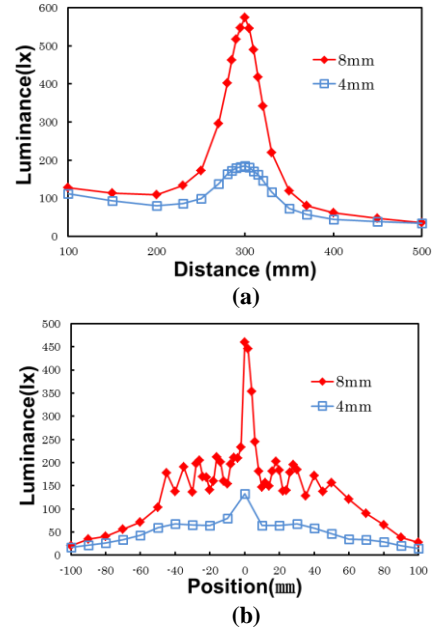 Luminance(lx)
600
500
400
300
200
100
0
8mm
4mm
100 200 300 400 500
Distance (mm)
(a)
Luminance(lx)
500
450
400
350
300
250
200
150
100
50
0
8mm
4mm
-100 -80 -60 -40 -20 0 20 40 60 80 100
Position(㎜)
(b)